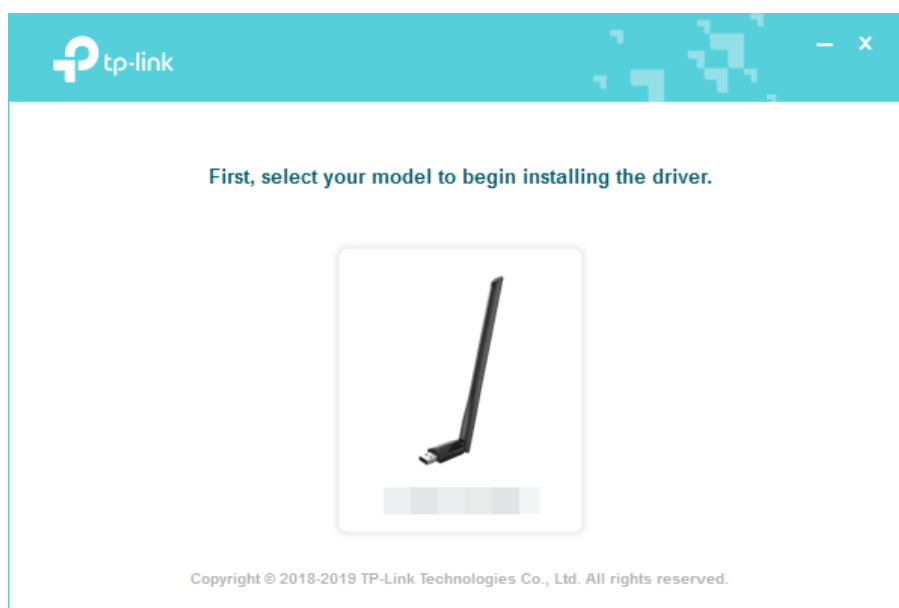 tp-link
First, select your model to begin installing the driver.
Copyright © 2018-2019 TP-Link Technologies Co., Ltd. All rights reserved.